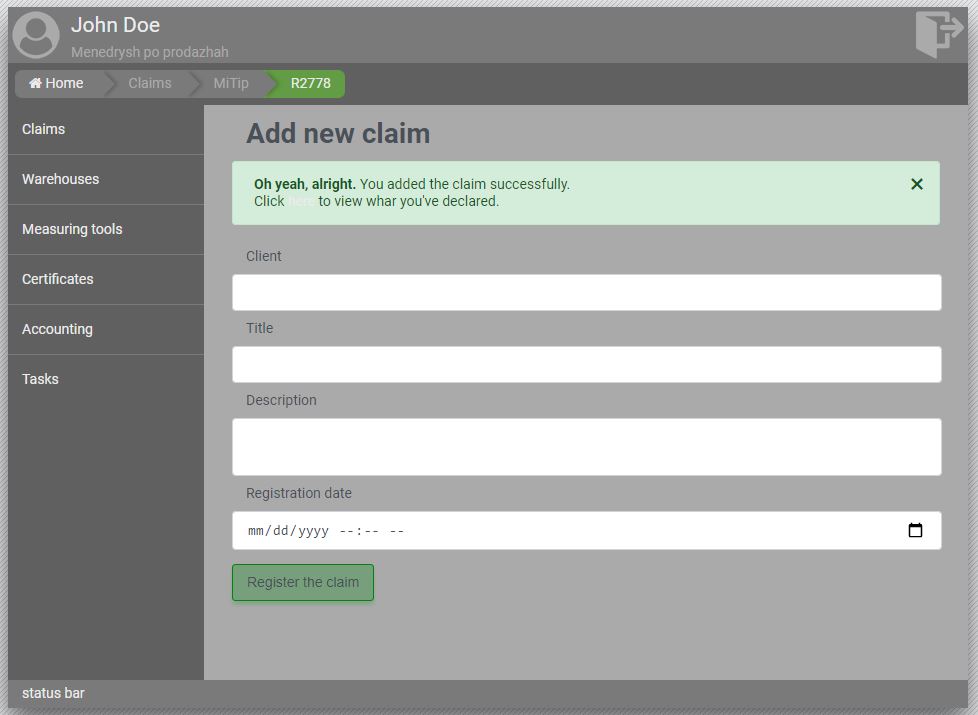 John Doe
Menedrysh po prodazhah
Home Claims MiTip R2778
Claims
Warehouses
Measuring tools
Certificates
Accounting
Tasks
Add new claim
Oh yeah, alright. You added the claim successfully.
Click here to view whar you've declared.
Client
Title
Description
Registration date
mm/dd/yyyy --:-- --
Register the claim
status bar